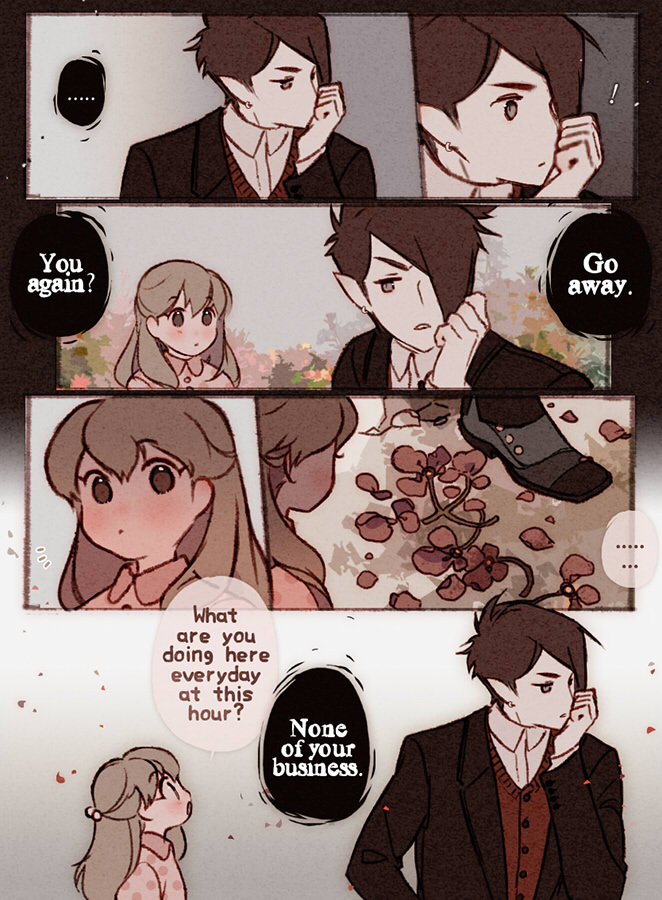 .....
!
You
again?
Go
away.
.....
...
What
are you
doing here
everyday
at this
hour?
None
of your
business.